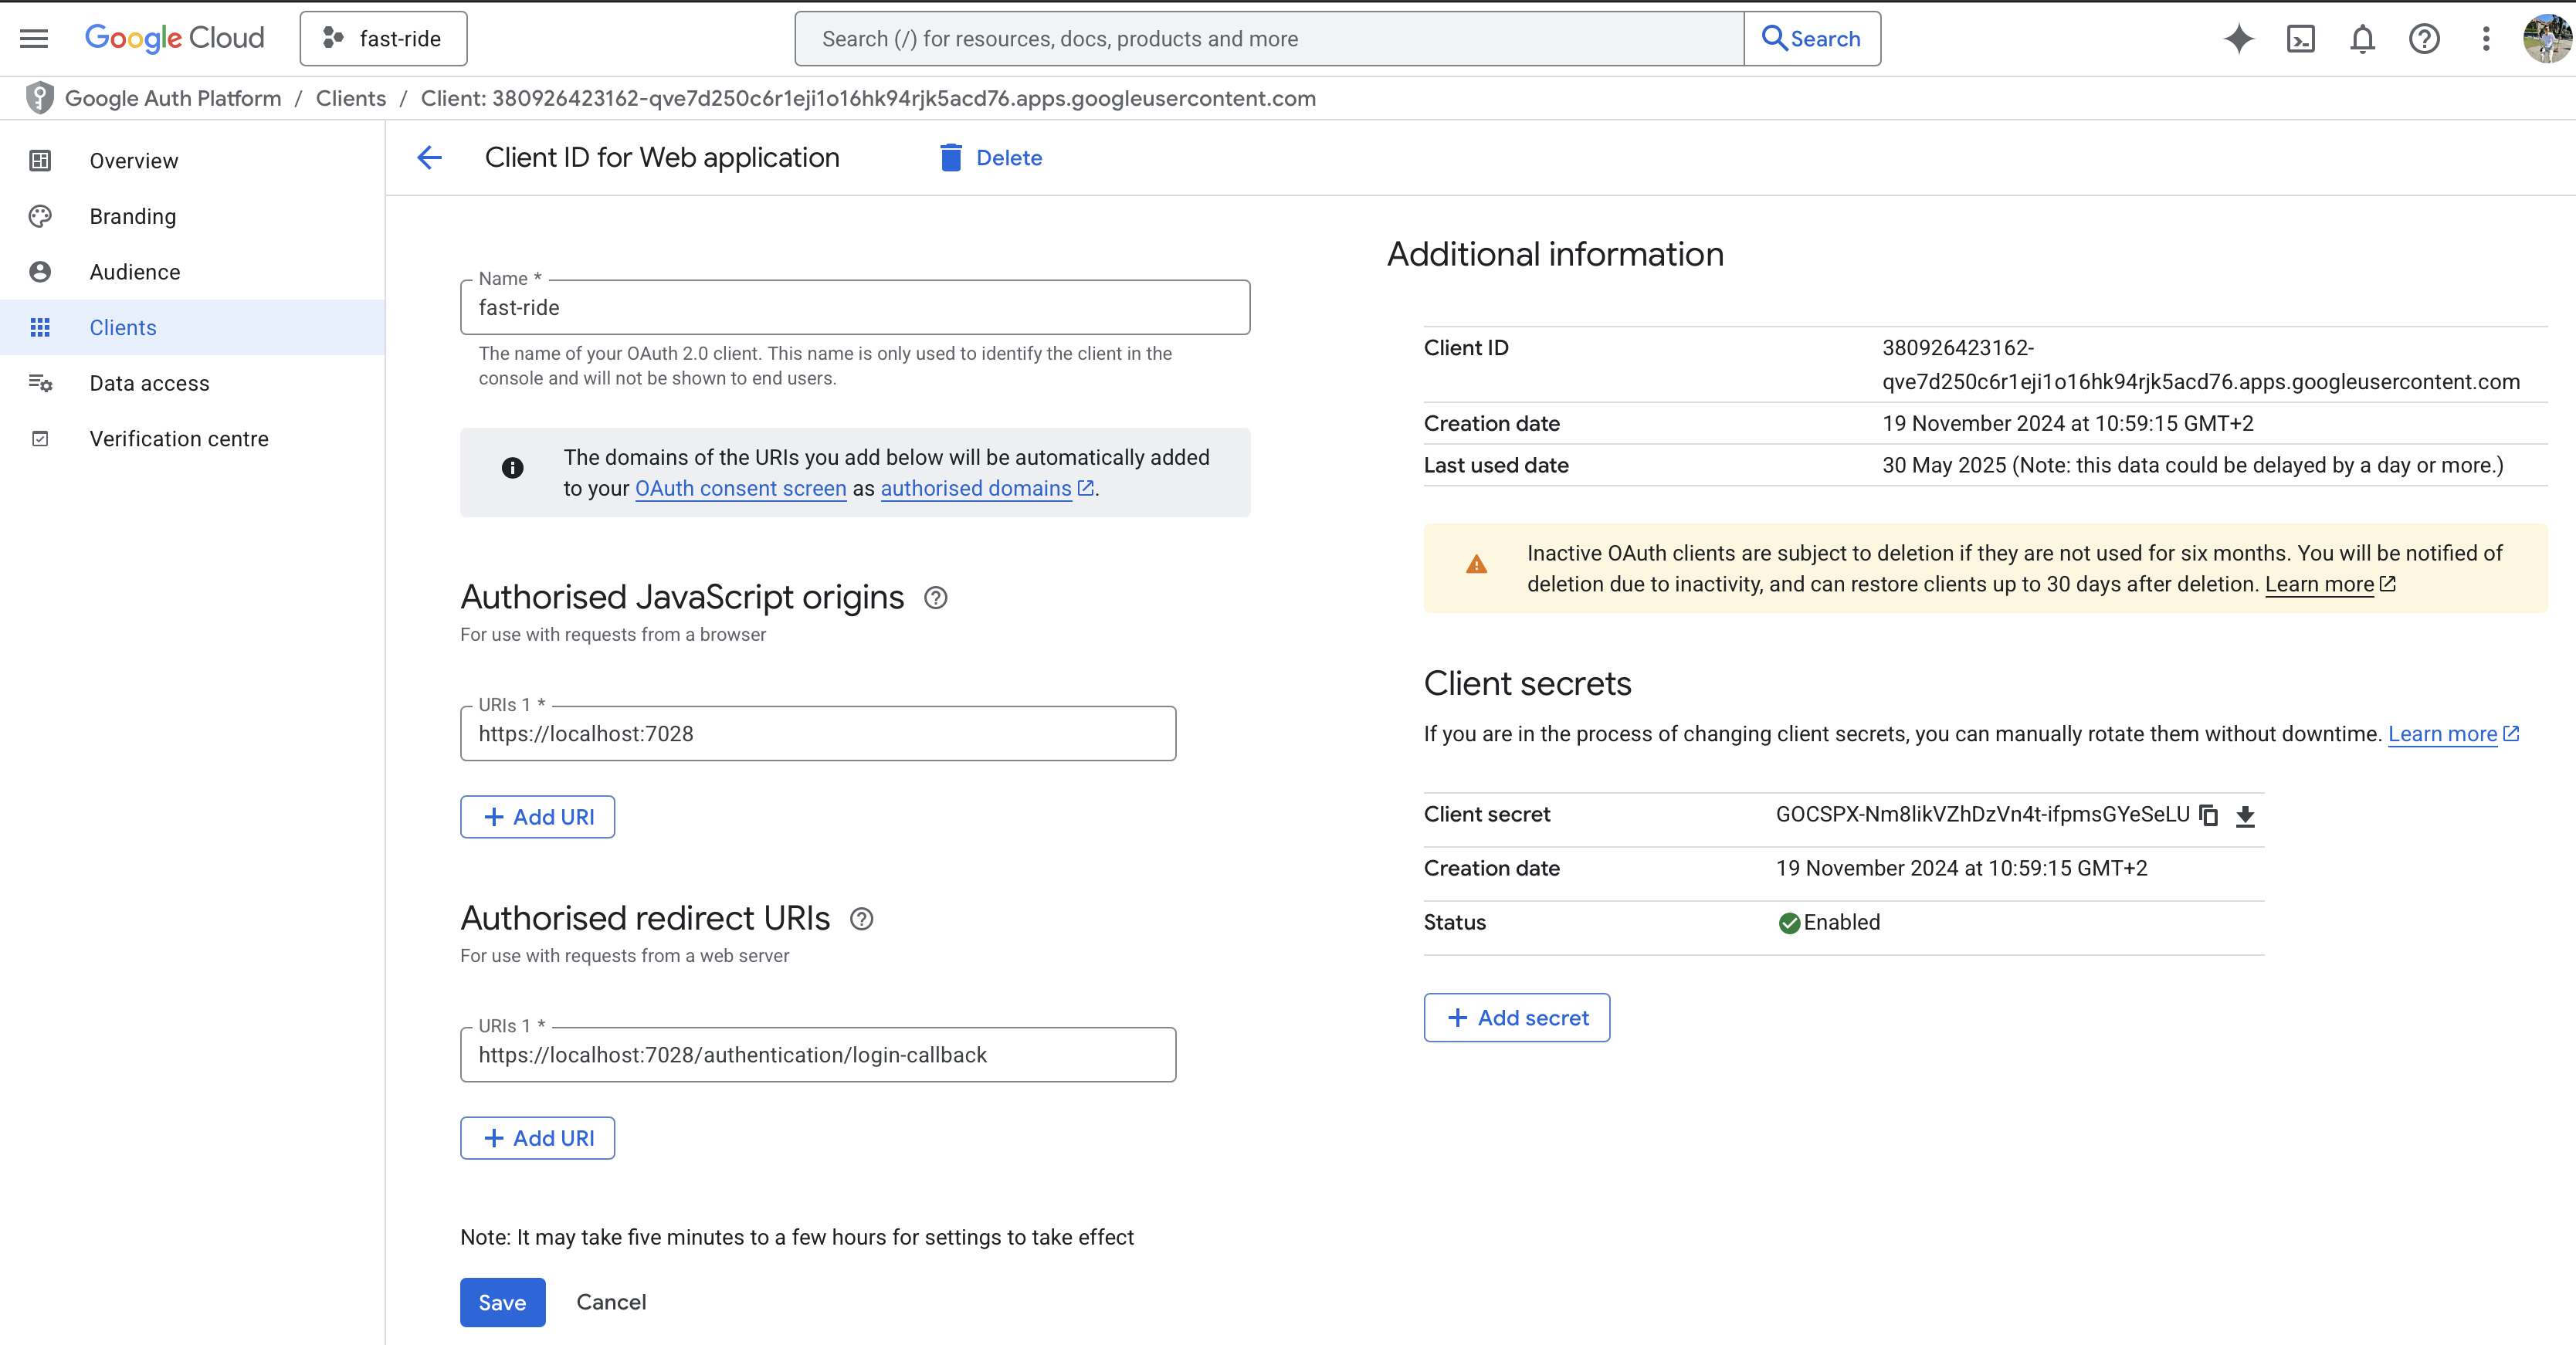 Google Cloud
fast-ride
Search (/) for resources, docs, products and more
Search
Google Auth Platform / Clients / Client: 380926423162-qve7d250c6r1eji1o16hk94rjk5acd76.apps.googleusercontent.com
Overview
Branding
Audience
Clients
Data access
Verification centre
Client ID for Web application
Delete
Name *
fast-ride
The name of your OAuth 2.0 client. This name is only used to identify the client in the
console and will not be shown to end users.
The domains of the URIs you add below will be automatically added
to your OAuth consent screen as authorised domains.
Authorised JavaScript origins
For use with requests from a browser
URIs 1 *
https://localhost:7028
Add URI
Authorised redirect URIs
For use with requests from a web server
URIs 1 *
https://localhost:7028/authentication/login-callback
Add URI
Note: It may take five minutes to a few hours for settings to take effect
Save
Cancel
Additional information
Client ID
380926423162-
qve7d250c6r1eji1o16hk94rjk5acd76.apps.googleusercontent.com
Creation date
19 November 2024 at 10:59:15 GMT+2
Last used date
30 May 2025 (Note: this data could be delayed by a day or more.)
Inactive OAuth clients are subject to deletion if they are not used for six months. You will be notified of
deletion due to inactivity, and can restore clients up to 30 days after deletion. Learn more
Client secrets
If you are in the process of changing client secrets, you can manually rotate them without downtime. Learn more
Client secret
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
Creation date
19 November 2024 at 10:59:15 GMT+2
Status
Enabled
Add secret